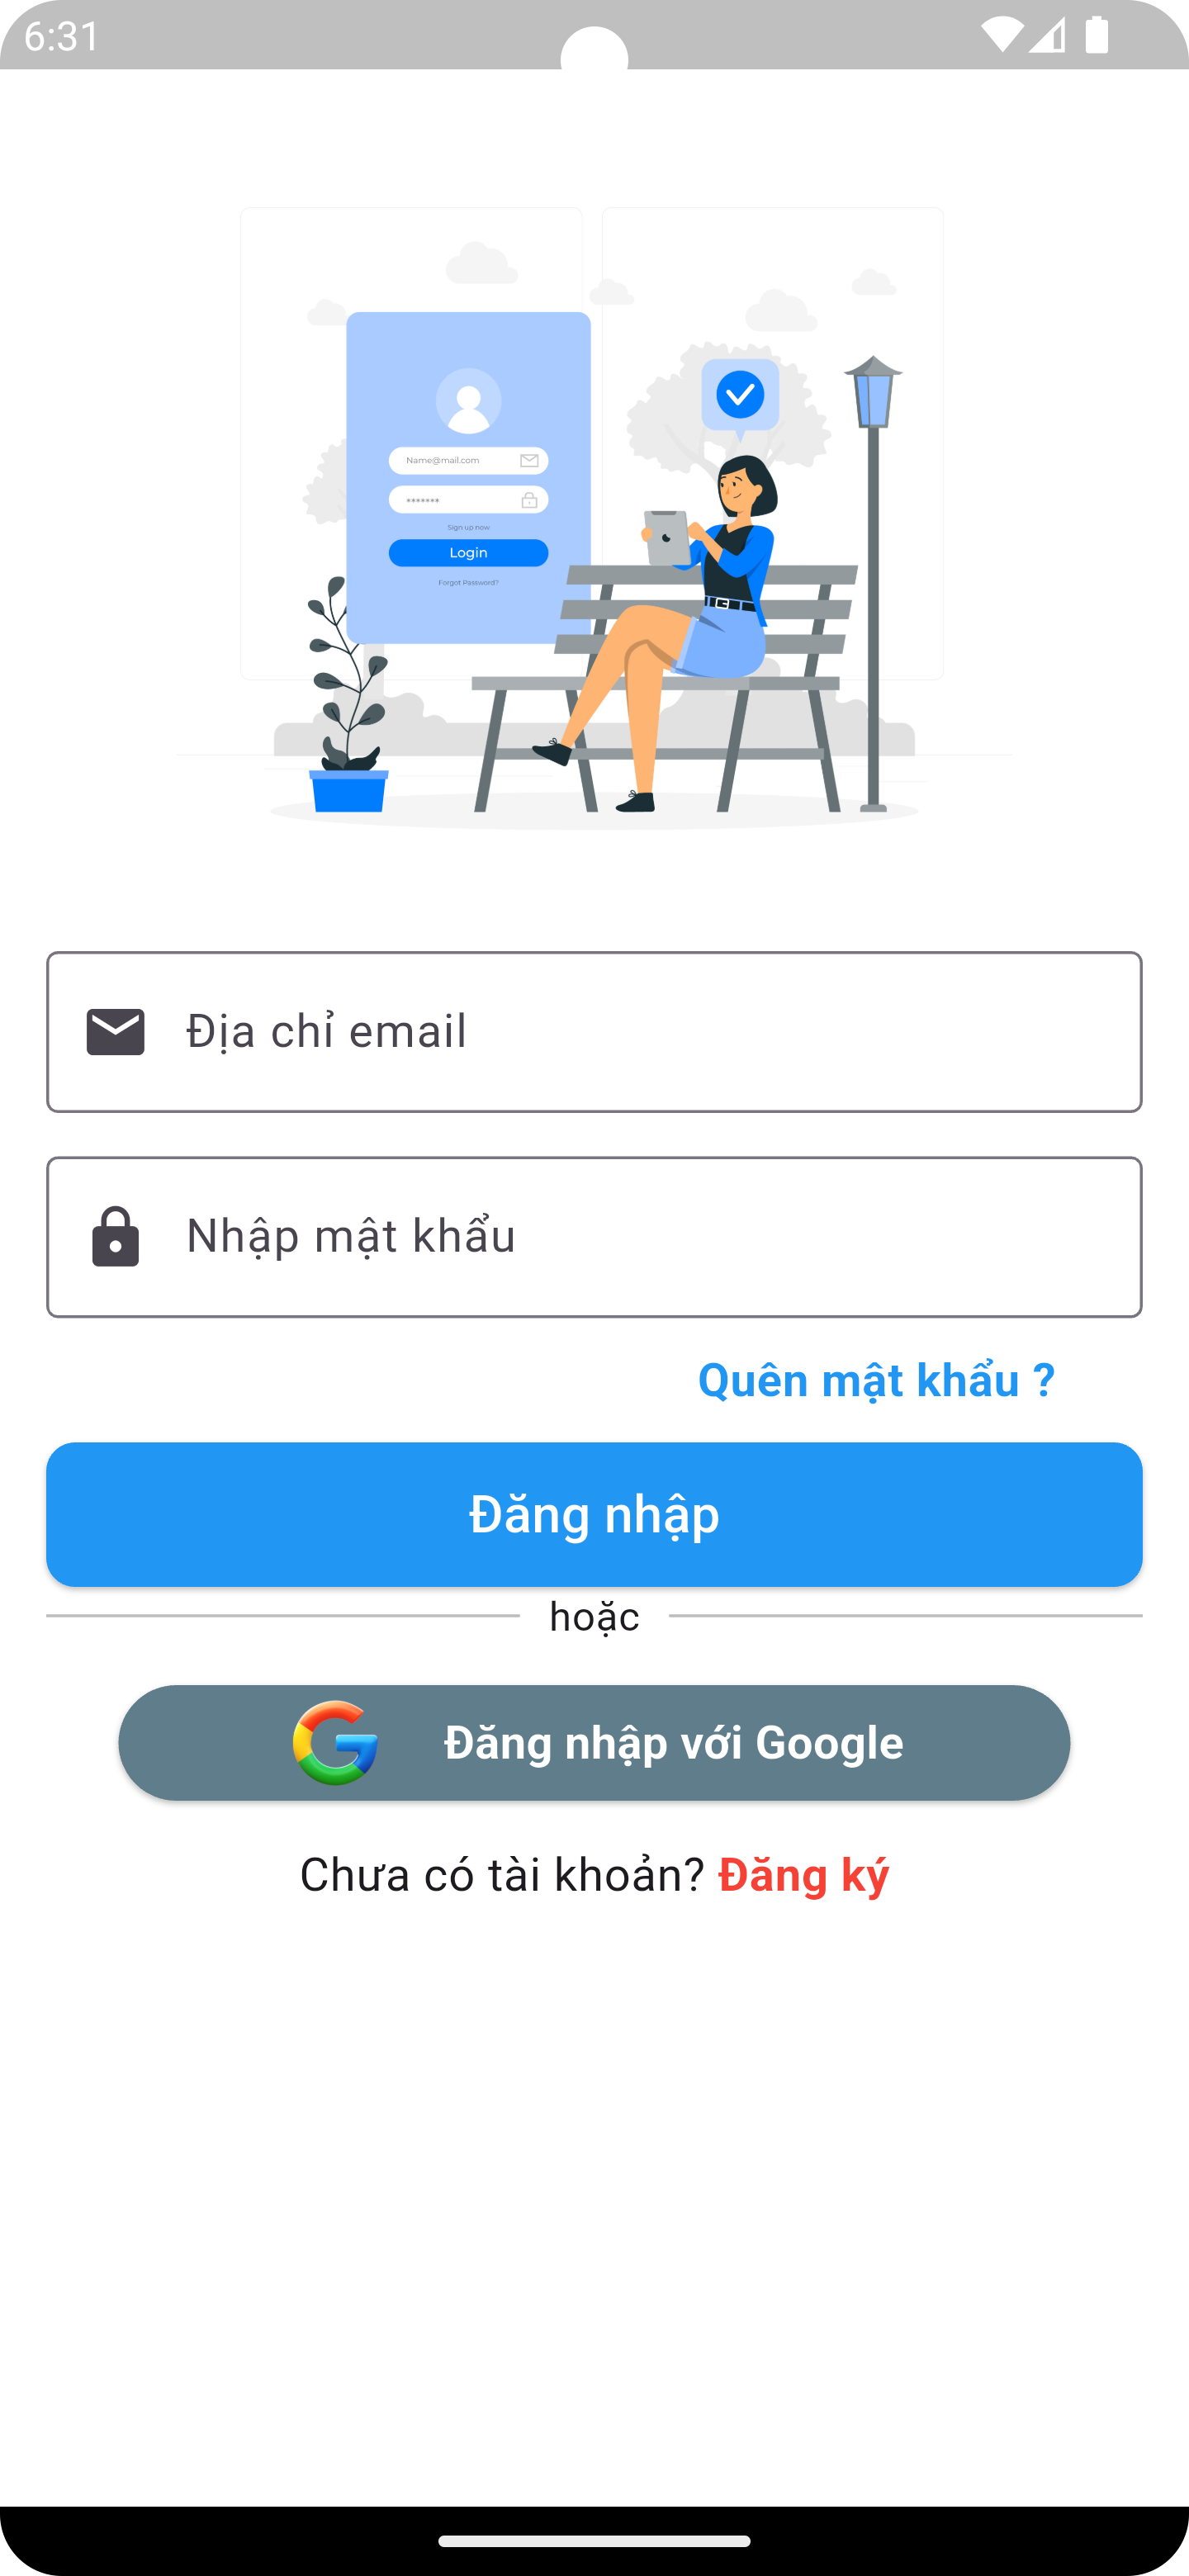 6:31
Name@mail.com
*******
Sign up now
Login
Forgot Password?
Địa chỉ email
Nhập mật khẩu
Quên mật khẩu ?
Đăng nhập
hoặc
Đăng nhập với Google
Chưa có tài khoản? Đăng ký